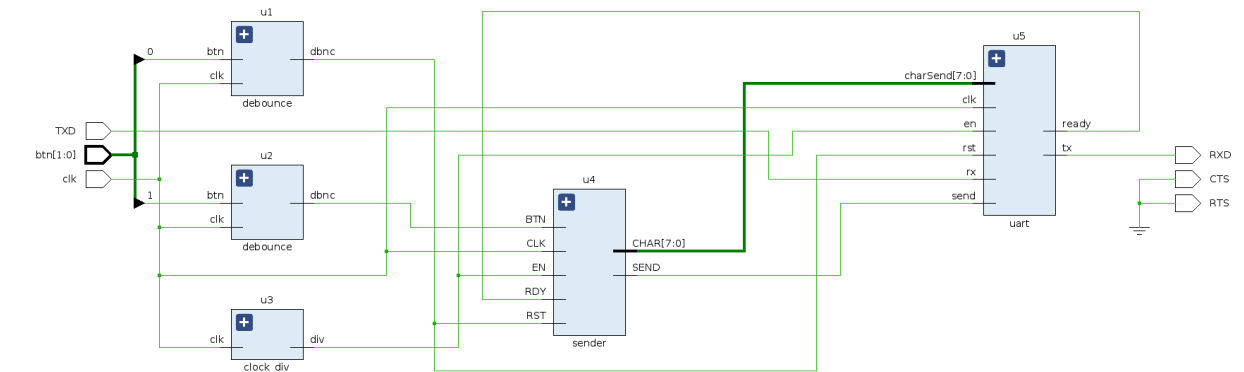 u1
0
btn
dbnc
clk
debounce
TXD
btn[1:0]
clk
u2
1
btn
dbnc
clk
debounce
u3
clk
div
clock_div
u4
BTN
CLK
CHAR[7:0]
EN
SEND
RDY
RST
sender
u5
charSend[7:0]
clk
en
ready
rst
tx
rx
send
uart
RXD
CTS
RTS